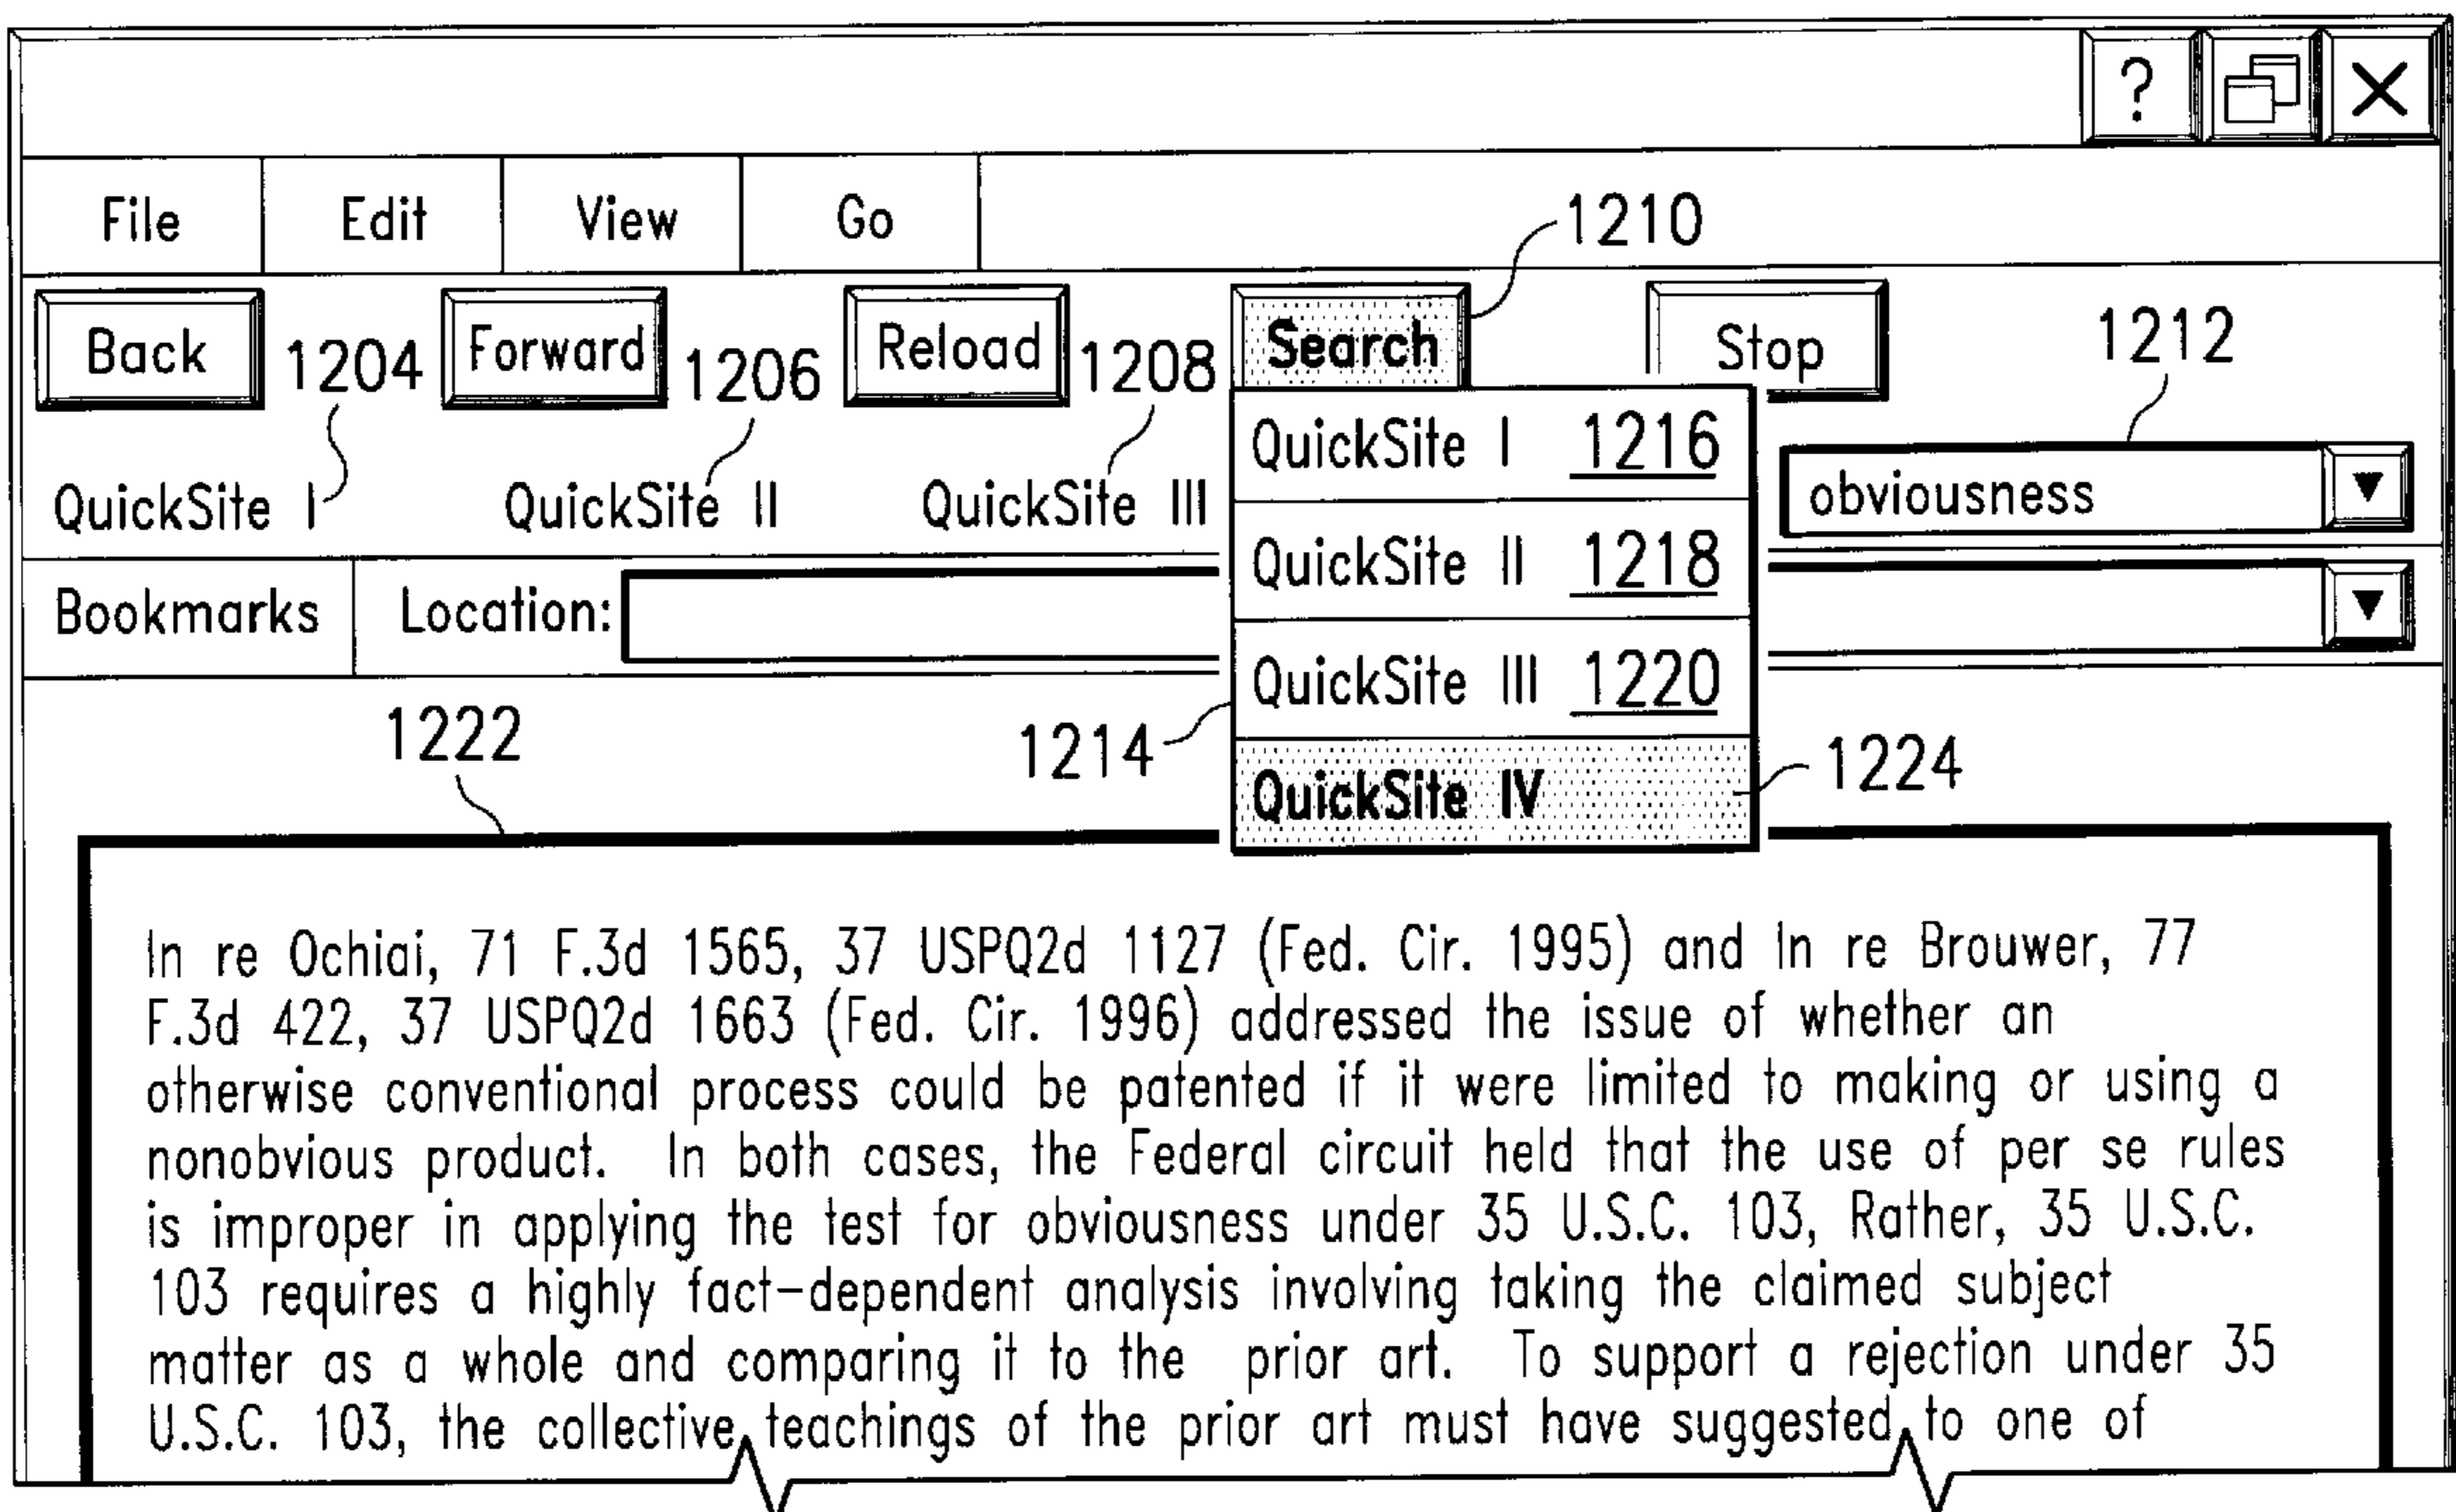 ?
File Edit View Go
1210
Back 1204 Forward 1206 Reload 1208 Search Stop 1212
QuickSite I 1216
QuickSite I QuickSite II QuickSite III obviousness
QuickSite II 1218
Bookmarks Location:
QuickSite III 1220
1222 1214
QuickSite IV 1224
In re Ochiai, 71 F.3d 1565, 37 USPQ2d 1127 (Fed. Cir. 1995) and In re Brouwer, 77
F.3d 422, 37 USPQ2d 1663 (Fed. Cir. 1996) addressed the issue of whether an
otherwise conventional process could be patented if it were limited to making or using a
nonobvious product. In both cases, the Federal circuit held that the use of per se rules
is improper in applying the test for obviousness under 35 U.S.C. 103, Rather, 35 U.S.C.
103 requires a highly fact-dependent analysis involving taking the claimed subject
matter as a whole and comparing it to the prior art. To support a rejection under 35
U.S.C. 103, the collective teachings of the prior art must have suggested to one of